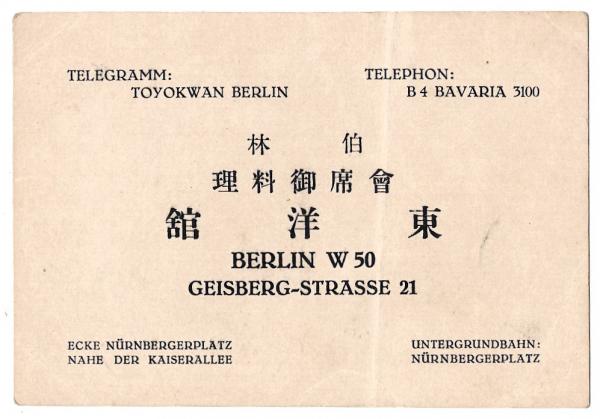 TELEGRAMM:
TOYOKWAN BERLIN
TELEPHON:
B 4 BAVARIA 3100
伯林
會席御料理
東洋舘
BERLIN W 50
GEISBERG-STRASSE 21
ECKE NÜRNBERGERPLATZ
NAHE DER KAISERALLEE
UNTERGRUNDBAHN:
NÜRNBERGERPLATZ